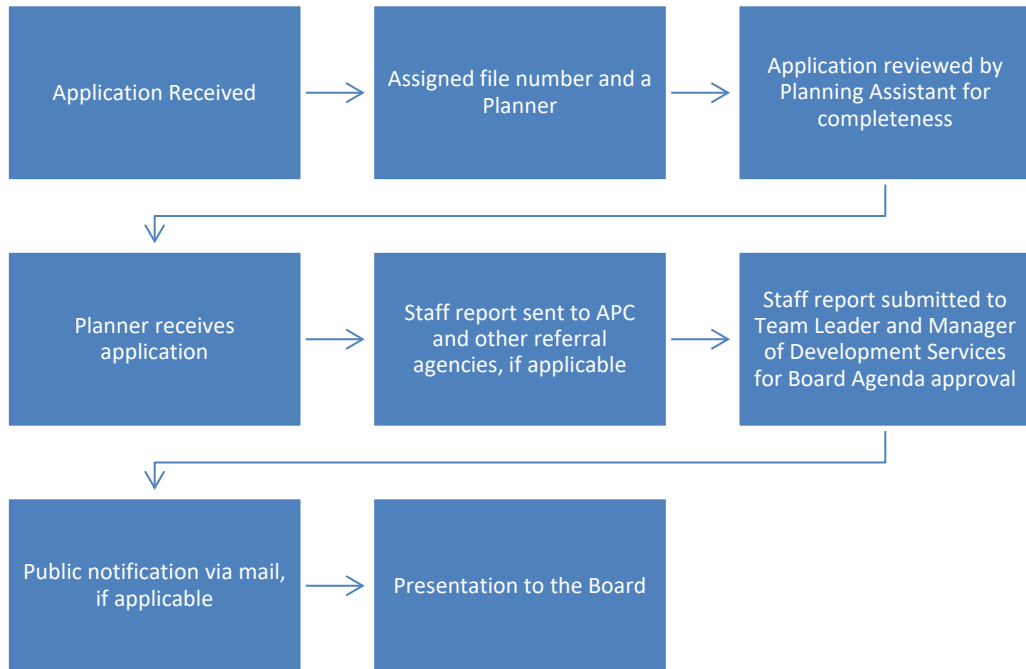 Application Received
Assigned file number and a
Planner
Application reviewed by
Planning Assistant for
completeness
Planner receives
application
Staff report sent to APC
and other referral
agencies, if applicable
Staff report submitted to
Team Leader and Manager
of Development Services
for Board Agenda approval
Public notification via mail,
if applicable
Presentation to the Board